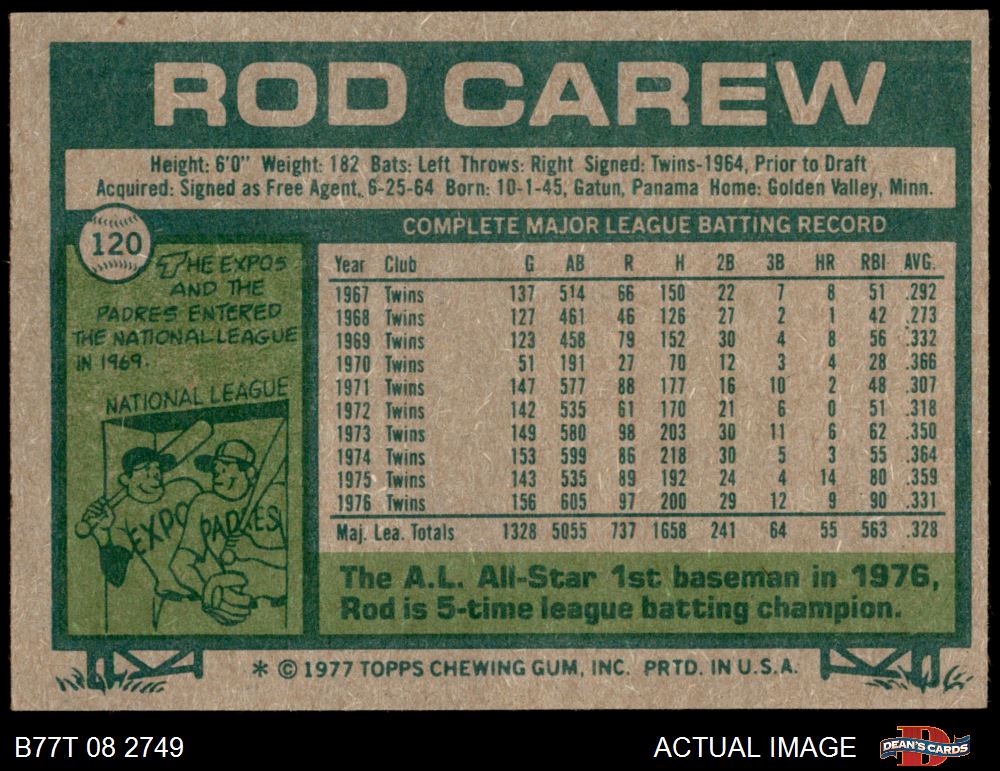 ROD CAREW
Height: 6'0" Weight: 182 Bats: Left Throws: Right Signed: Twins-1964, Prior to Draft
Acquired: Signed as Free Agent, 6-25-64 Born: 10-1-45, Gatun, Panama Home: Golden Valley, Minn.
120
THE EXPOS
AND THE
PADRES ENTERED
THE NATIONAL LEAGUE
IN 1969.
NATIONAL LEAGUE
EXPO
PADRES
COMPLETE MAJOR LEAGUE BATTING RECORD
Year Club G AB R H 2B 3B HR RBI AVG.
1967 Twins 137 514 66 150 22 7 8 51 .292
1968 Twins 127 461 46 126 27 2 1 42 .273
1969 Twins 123 458 79 152 30 4 8 56 .332
1970 Twins 51 191 27 70 12 3 4 28 .366
1971 Twins 147 577 88 177 16 10 2 48 .307
1972 Twins 142 535 61 170 21 6 0 51 .318
1973 Twins 149 580 98 203 30 11 6 62 .350
1974 Twins 153 599 86 218 30 5 3 55 .364
1975 Twins 143 535 89 192 24 4 14 80 .359
1976 Twins 156 605 97 200 29 12 9 90 .331
Maj. Lea. Totals 1328 5055 737 1658 241 64 55 563 .328
The A.L. All-Star 1st baseman in 1976,
Rod is 5-time league batting champion.
* © 1977 TOPPS CHEWING GUM, INC. PRTD. IN U.S.A.
B77T 08 2749
ACTUAL IMAGE
DEAN'S CARDS